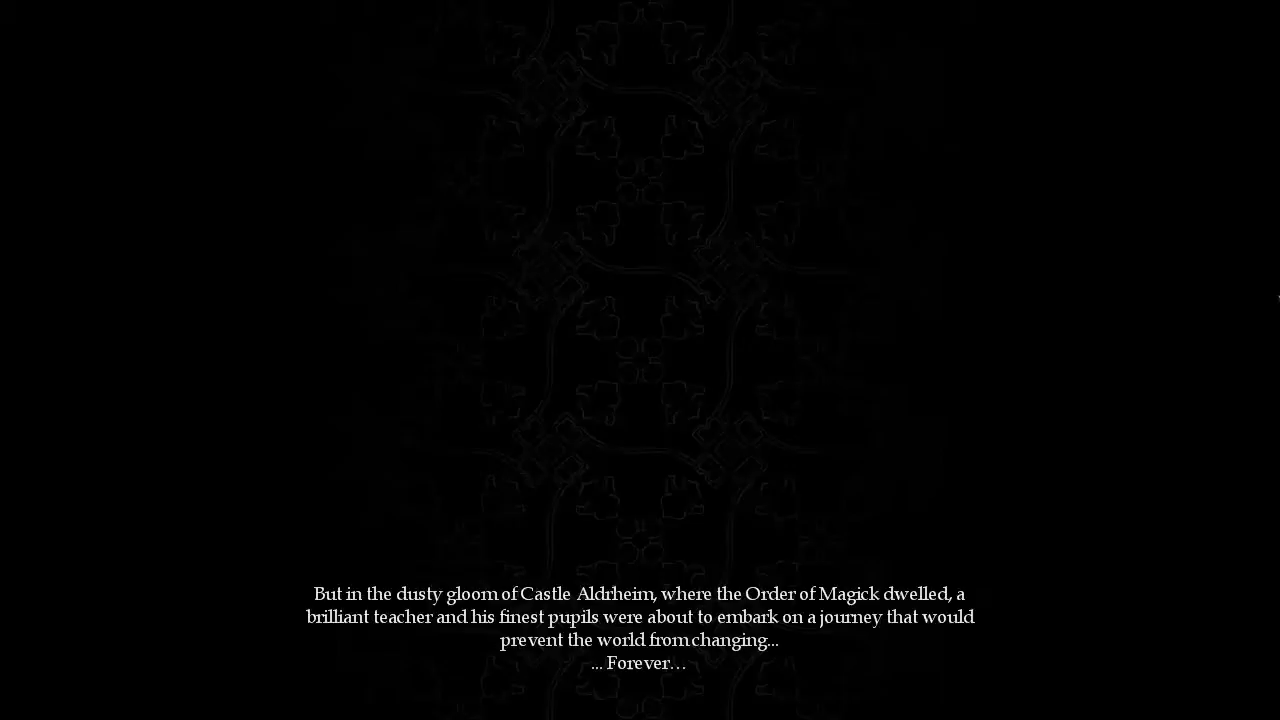 But in the dusty gloom of Castle Aldrheim, where the Order of Magick dwelled, a
brilliant teacher and his finest pupils were about to embark on a journey that would
prevent the world from changing...
... Forever…